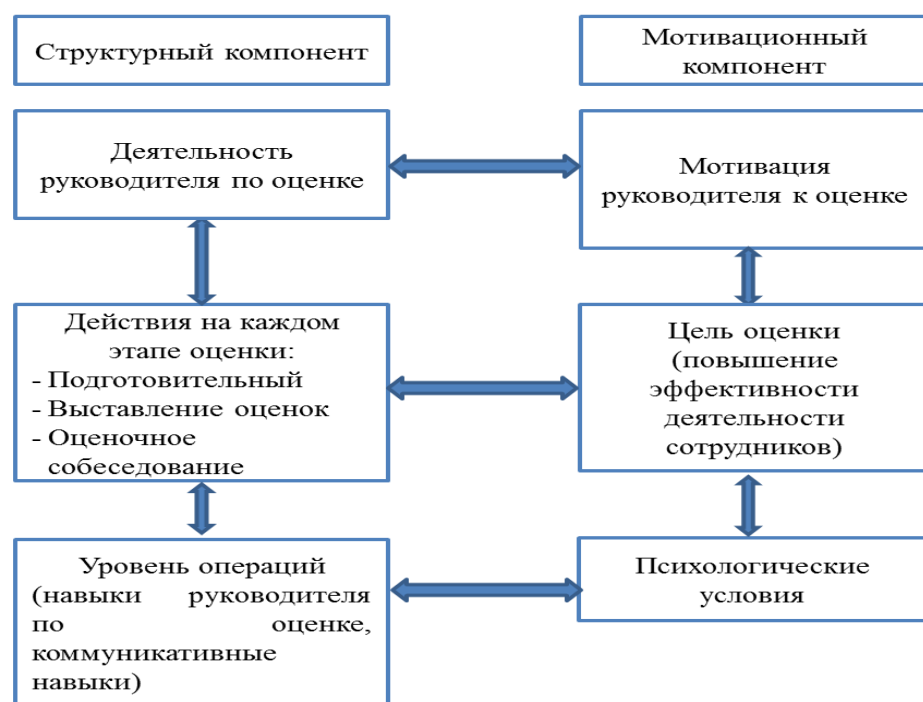 Структурный компонент
Мотивационный
компонент
Деятельность
руководителя по оценке
Мотивация
руководителя к оценке
Действия на каждом
этапе оценки:
- Подготовительный
- Выставление оценок
- Оценочное
собеседование
Цель оценки
(повышение
эффективности
деятельности
сотрудников)
Уровень операций
(навыки руководителя
по оценке,
коммуникативные
навыки)
Психологические
условия